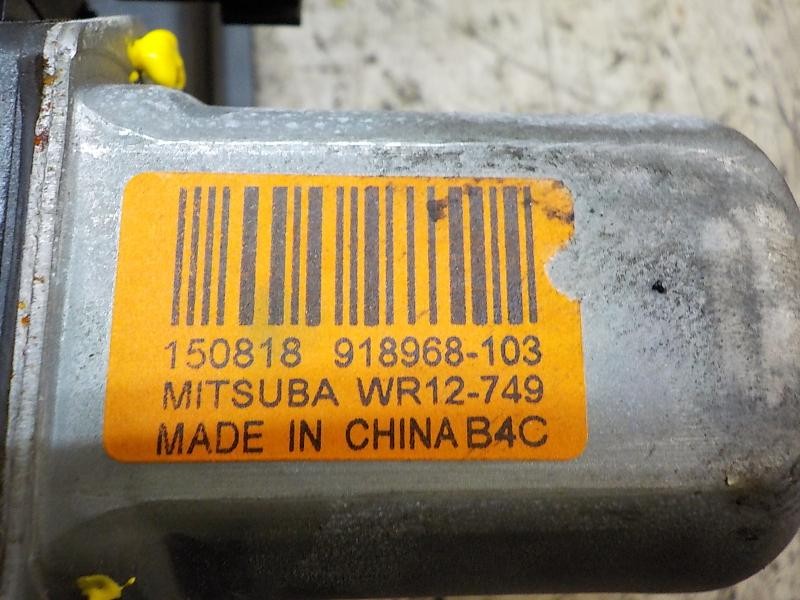 150818 918968-103
MITSUBA WR12-749
MADE IN CHINA B4C